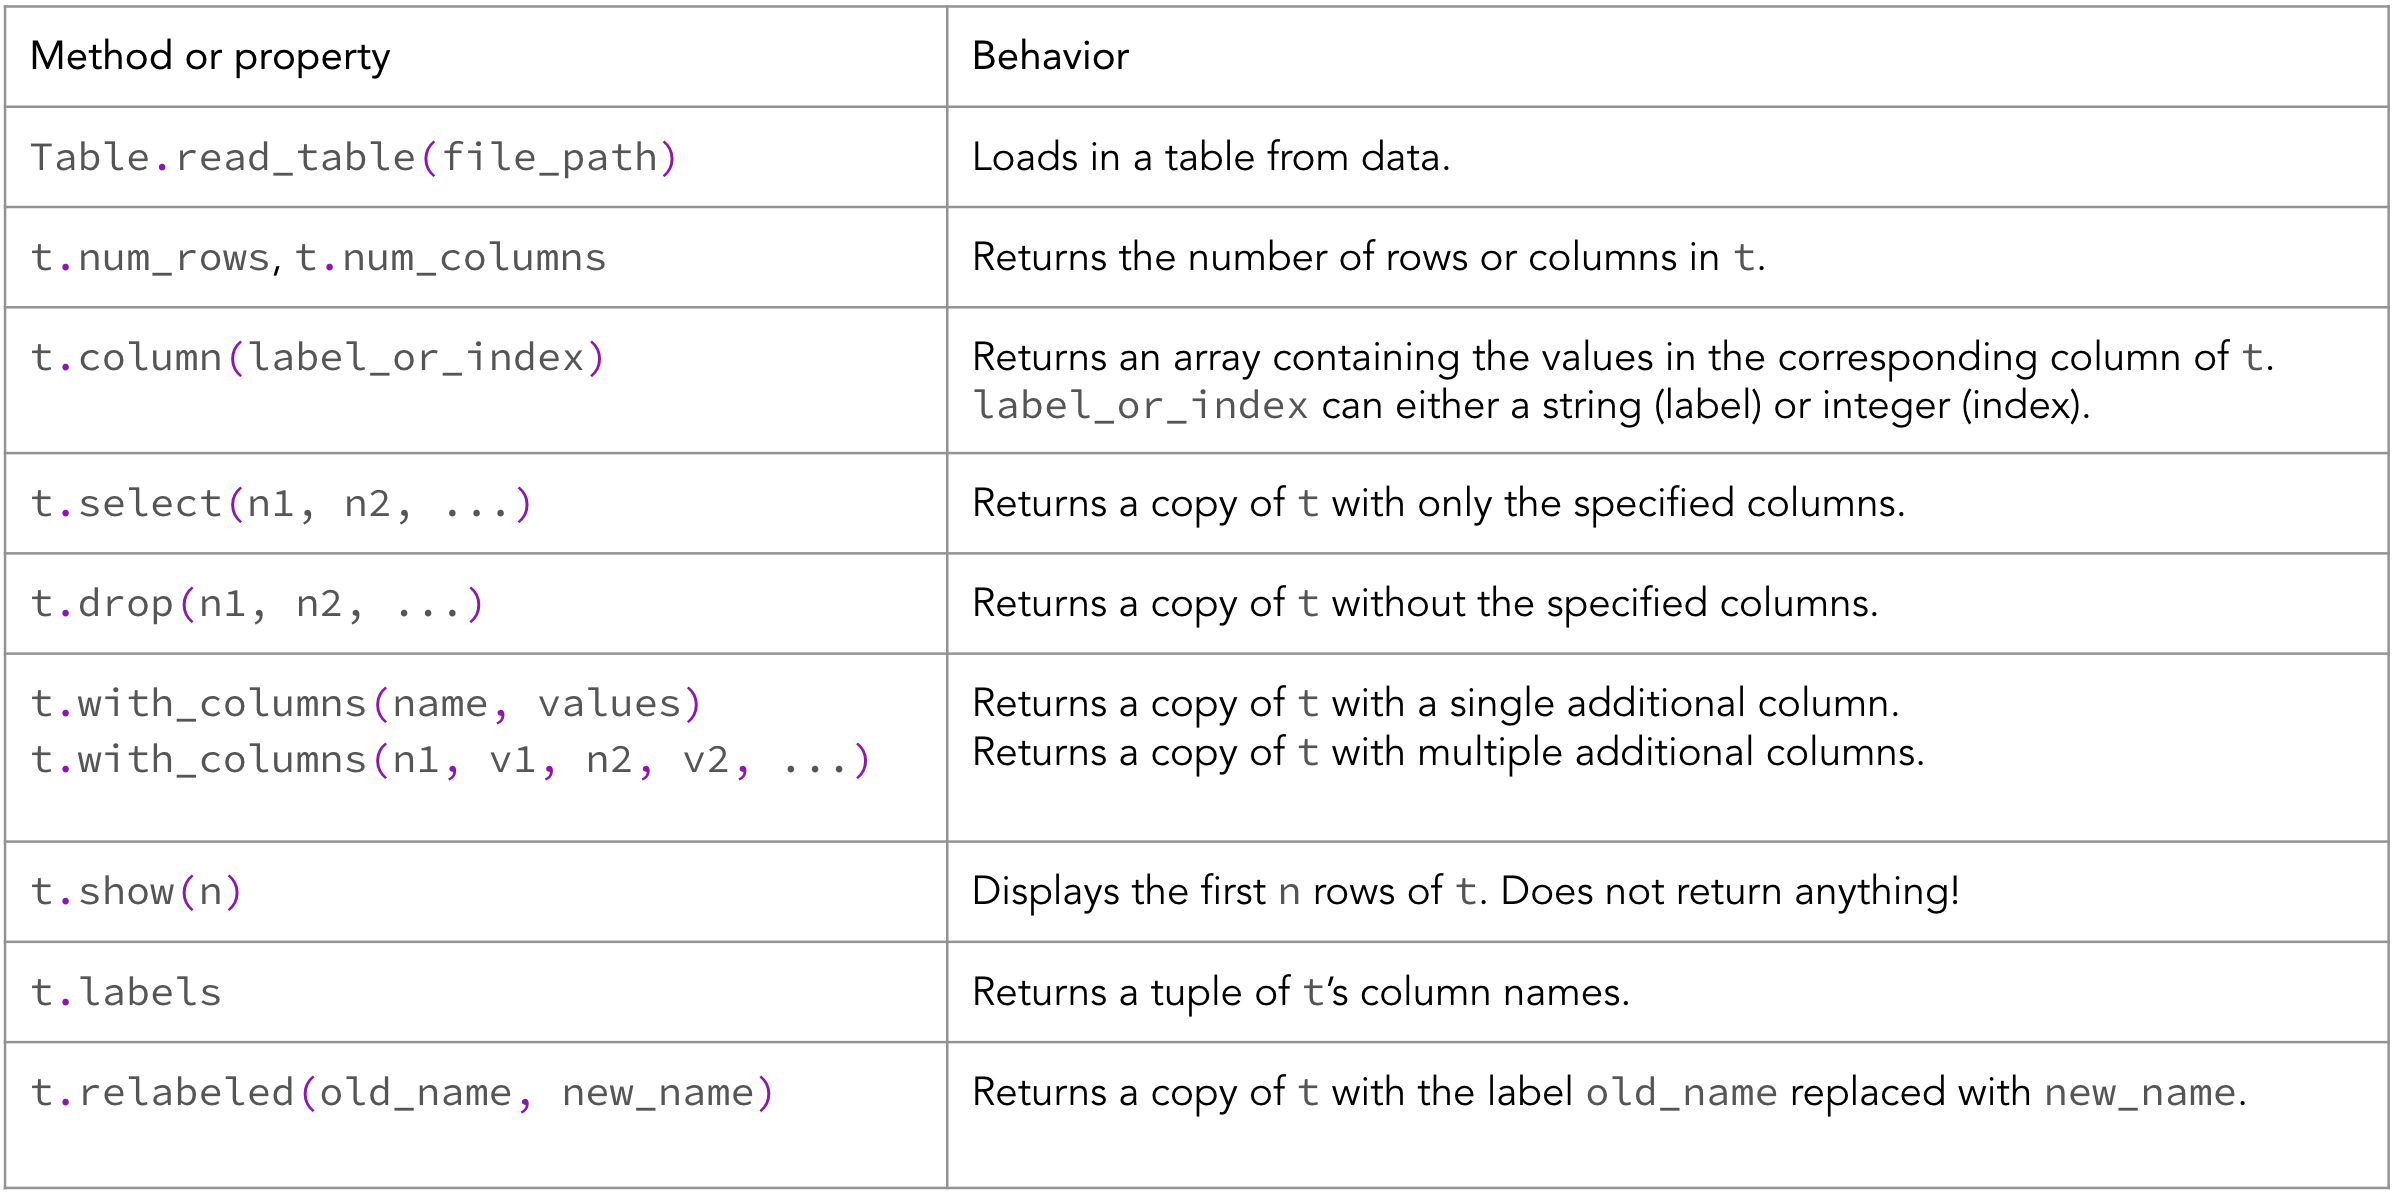 Method or property
Behavior
Table.read_table(file_path)
Loads in a table from data.
t.num_rows, t.num_columns
Returns the number of rows or columns in t.
t.column(label_or_index)
Returns an array containing the values in the corresponding column of t.
label_or_index can either a string (label) or integer (index).
t.select(n1, n2, ...)
Returns a copy of t with only the specified columns.
t.drop(n1, n2, ...)
Returns a copy of t without the specified columns.
t.with_columns(name, values)
t.with_columns(n1, v1, n2, v2, ...)
Returns a copy of t with a single additional column.
Returns a copy of t with multiple additional columns.
t.show(n)
Displays the first n rows of t. Does not return anything!
t.labels
Returns a tuple of t’s column names.
t.relabeled(old_name, new_name)
Returns a copy of t with the label old_name replaced with new_name.